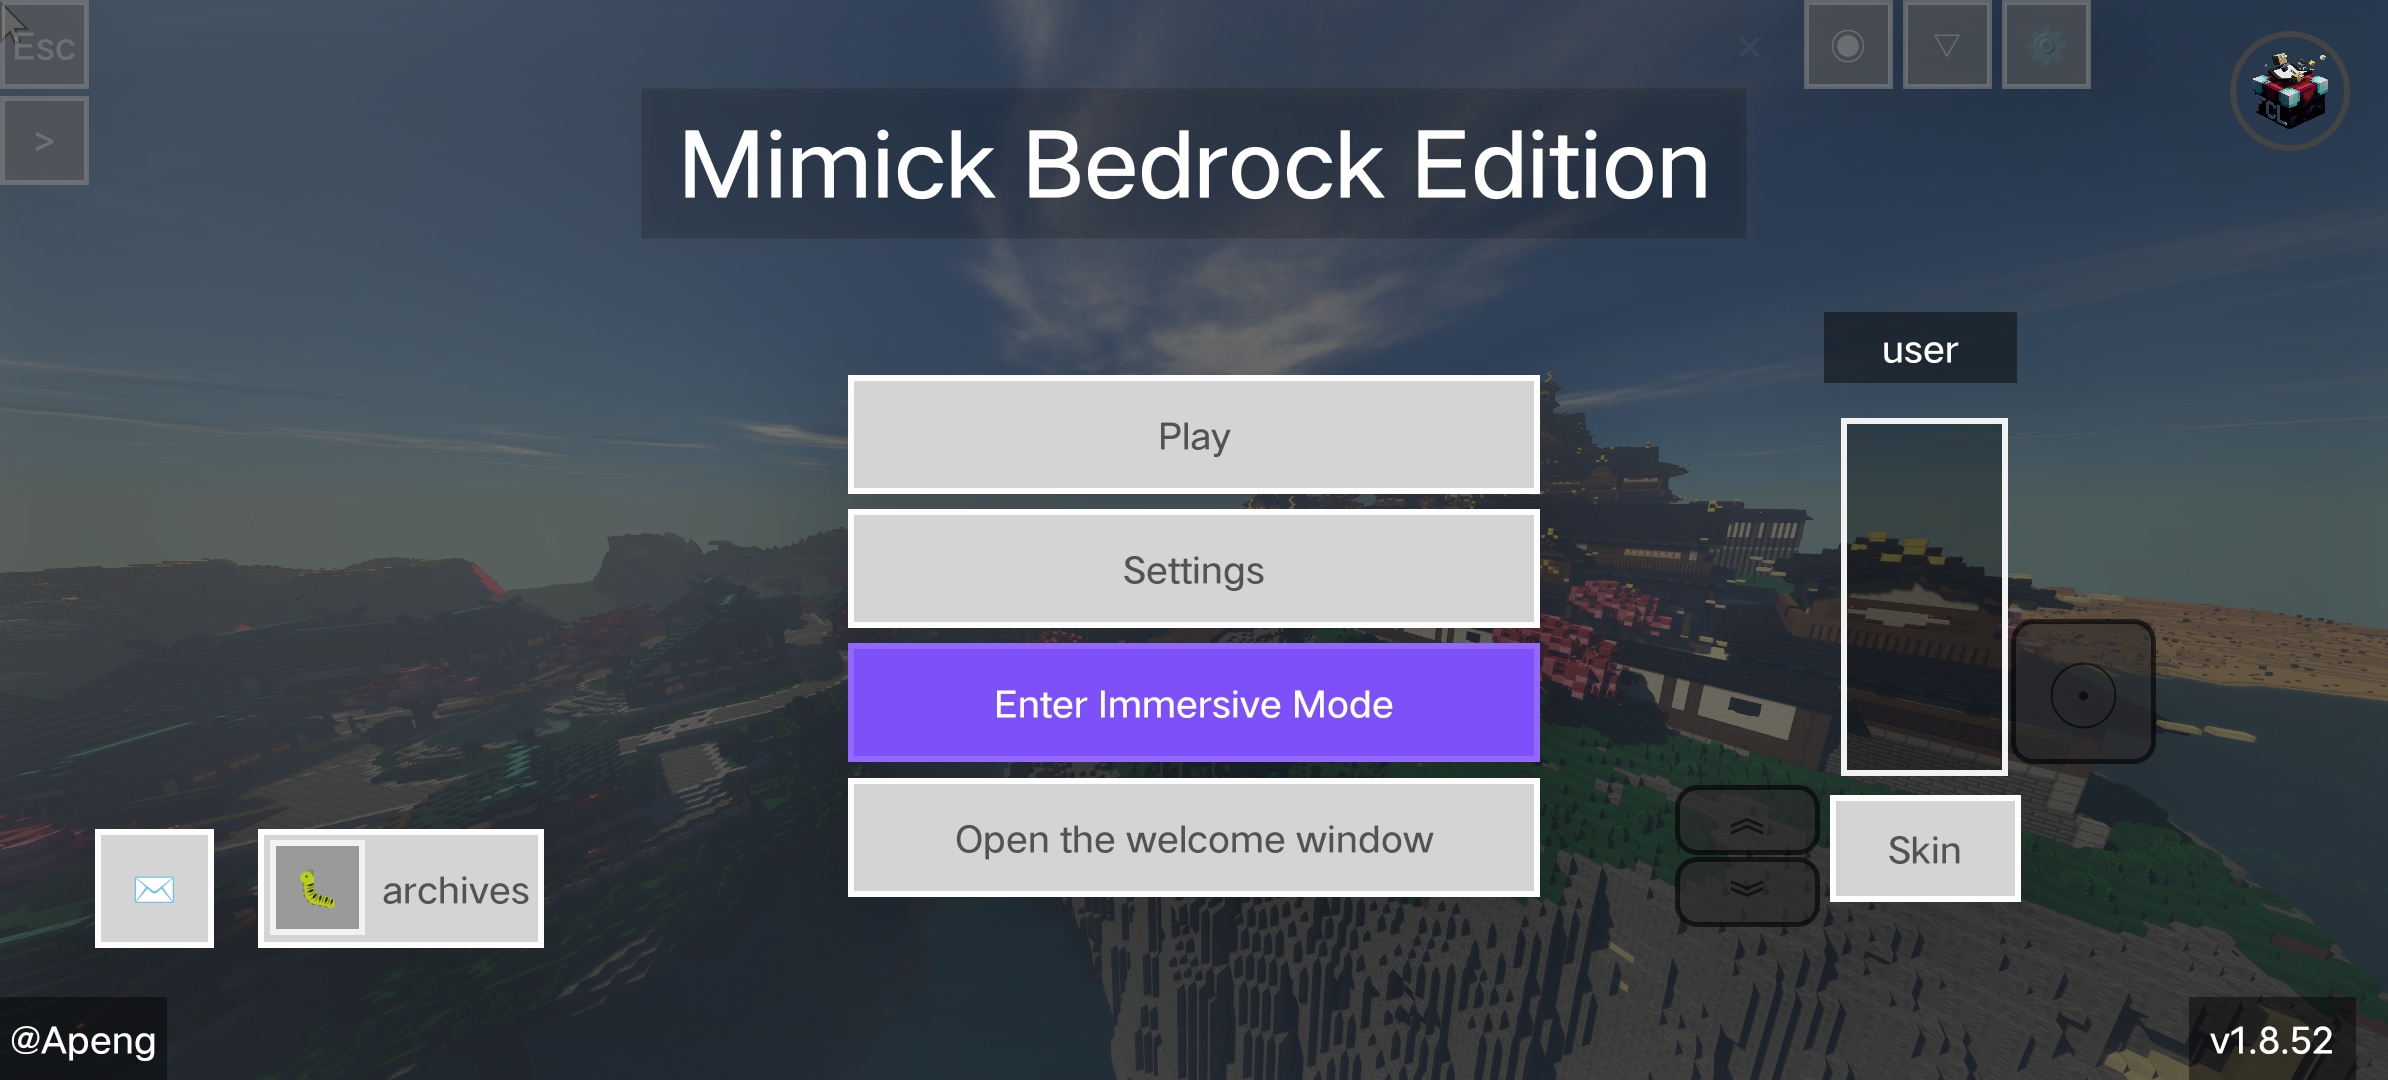 Esc
>
Mimick Bedrock Edition
FCL
user
Play
Settings
Enter Immersive Mode
Open the welcome window
Skin
archives
@Apeng
v1.8.52